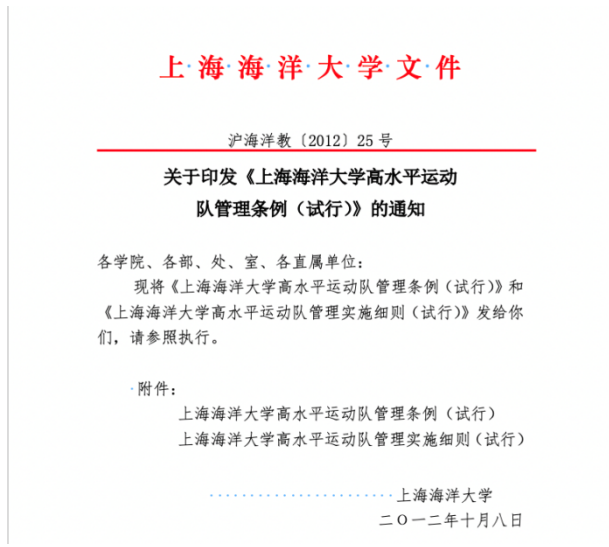 上海海洋大学文件
沪海洋教〔2012〕25 号
关于印发《上海海洋大学高水平运动
队管理条例（试行）》的通知
各学院、各部、处、室、各直属单位：
现将《上海海洋大学高水平运动队管理条例（试行）》和
《上海海洋大学高水平运动队管理实施细则（试行）》发给你
们，请参照执行。
附件：
上海海洋大学高水平运动队管理条例（试行）
上海海洋大学高水平运动队管理实施细则（试行）
上海海洋大学
二〇一二年十月八日